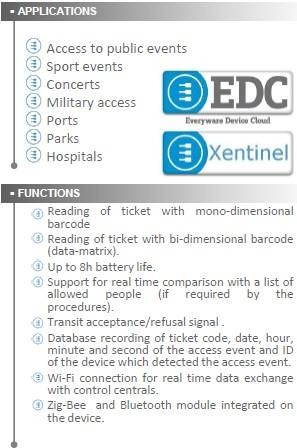 APPLICATIONS
Access to public events
Sport events
Concerts
Military access
Ports
Parks
Hospitals
EDC
Everyware Device Cloud
Xentinel
FUNCTIONS
Reading of ticket with mono-dimensional
barcode
Reading of ticket with bi-dimensional barcode
(data-matrix).
Up to 8h battery life.
Support for real time comparison with a list of
allowed people (if required by the
procedures).
Transit acceptance/refusal signal .
Database recording of ticket code, date, hour,
minute and second of the access event and ID
of the device which detected the access event.
Wi-Fi connection for real time data exchange
with control centrals.
Zig-Bee and Bluetooth module integrated on
the device.